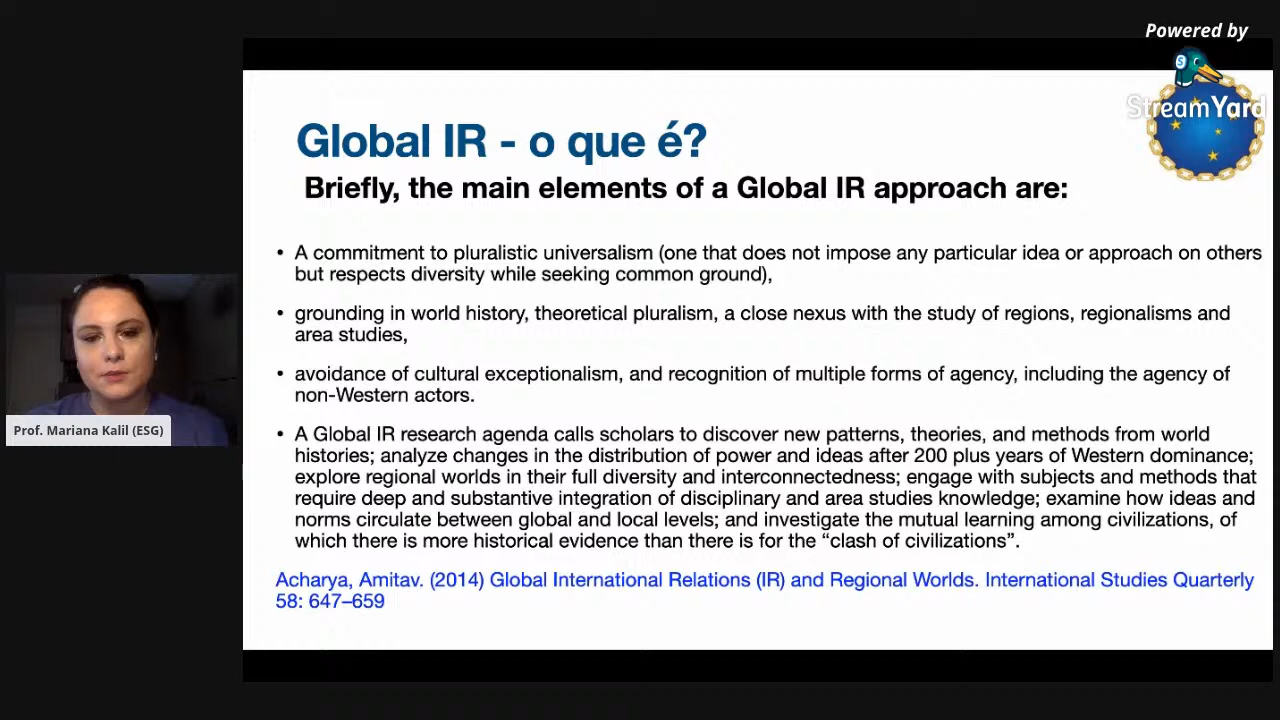 Powered by
StreamYard
Global IR - o que é?
Briefly, the main elements of a Global IR approach are:
• A commitment to pluralistic universalism (one that does not impose any particular idea or approach on others
but respects diversity while seeking common ground),
• grounding in world history, theoretical pluralism, a close nexus with the study of regions, regionalisms and
area studies,
• avoidance of cultural exceptionalism, and recognition of multiple forms of agency, including the agency of
non-Western actors.
• A Global IR research agenda calls scholars to discover new patterns, theories, and methods from world
histories; analyze changes in the distribution of power and ideas after 200 plus years of Western dominance;
explore regional worlds in their full diversity and interconnectedness; engage with subjects and methods that
require deep and substantive integration of disciplinary and area studies knowledge; examine how ideas and
norms circulate between global and local levels; and investigate the mutual learning among civilizations, of
which there is more historical evidence than there is for the “clash of civilizations”.
Acharya, Amitav. (2014) Global International Relations (IR) and Regional Worlds. International Studies Quarterly
58: 647–659
Prof. Mariana Kalil (ESG)